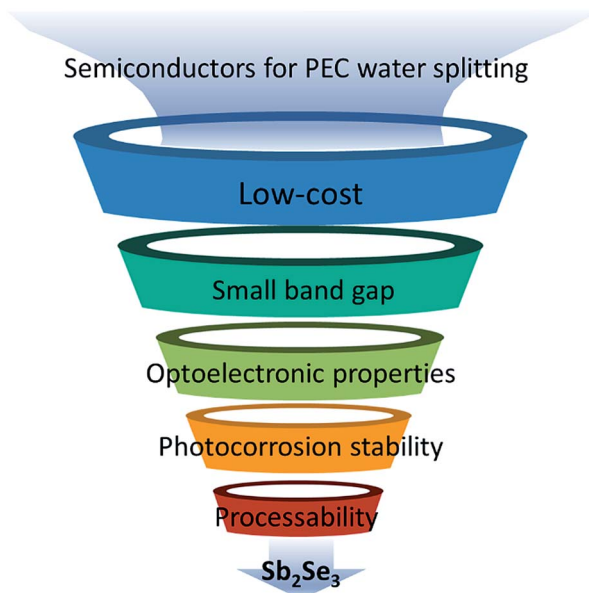 Semiconductors for PEC water splitting
Low-cost
Small band gap
Optoelectronic properties
Photocorrosion stability
Processability
Sb₂Se₃